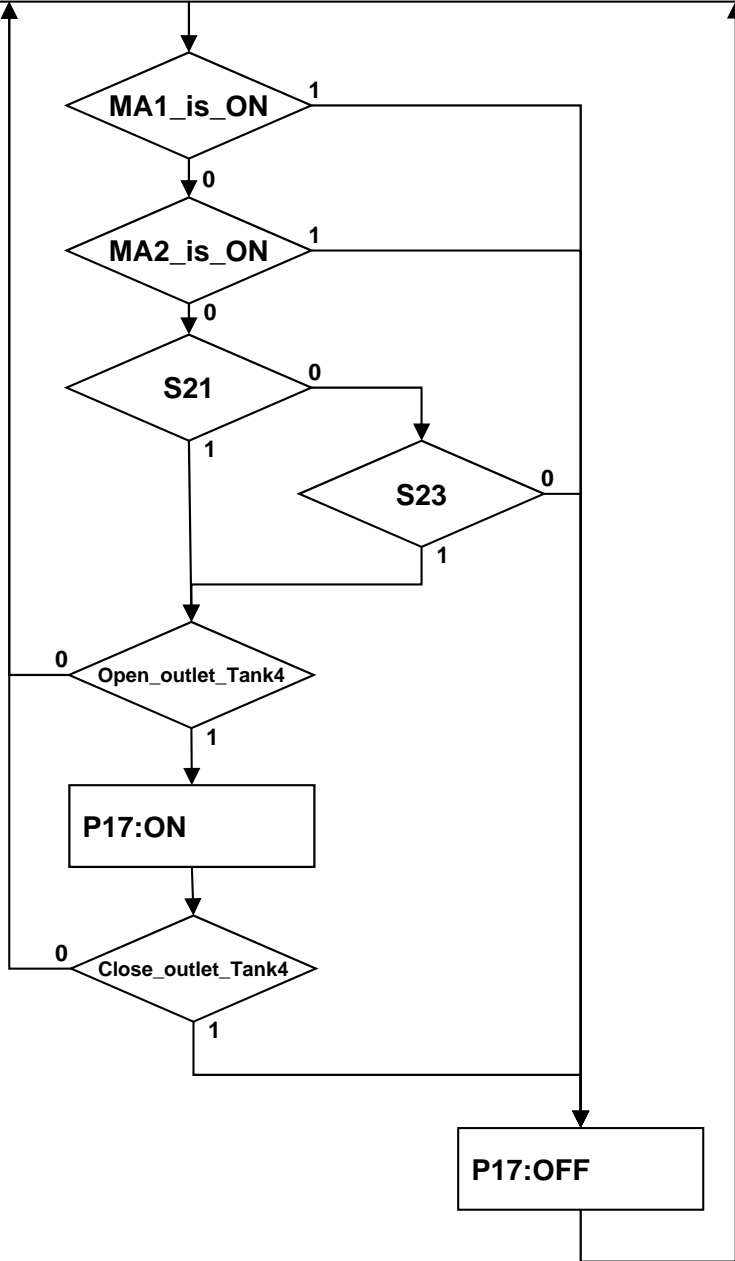 1
MA1_is_ON
0
1
MA2_is_ON
0
0
S21
1
0
S23
1
0
Open_outlet_Tank4
1
P17:ON
0
Close_outlet_Tank4
1
P17:OFF